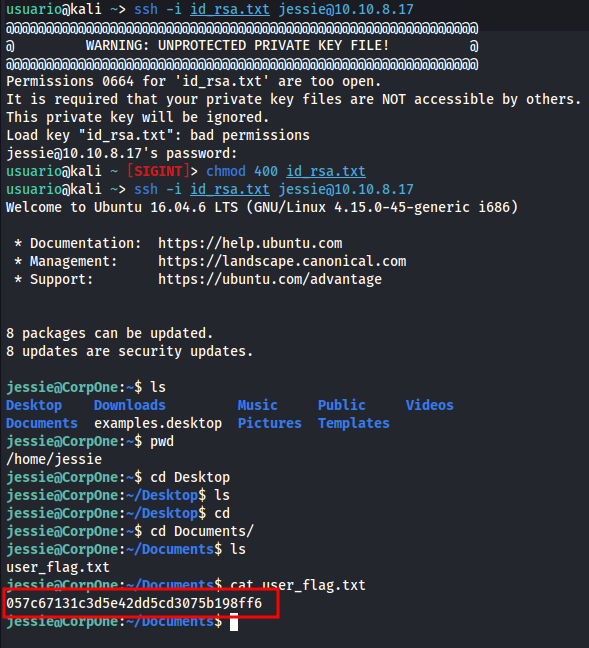 usuario@kali ~> ssh -i id_rsa.txt jessie@10.10.8.17
@@@@@@@@@@@@@@@@@@@@@@@@@@@@@@@@@@@@@@@@@@@@@@@@@@@@@@@@@@@
@         WARNING: UNPROTECTED PRIVATE KEY FILE!          @
@@@@@@@@@@@@@@@@@@@@@@@@@@@@@@@@@@@@@@@@@@@@@@@@@@@@@@@@@@@
Permissions 0664 for 'id_rsa.txt' are too open.
It is required that your private key files are NOT accessible by others.
This private key will be ignored.
Load key "id_rsa.txt": bad permissions
jessie@10.10.8.17's password:
usuario@kali ~ [SIGINT]> chmod 400 id_rsa.txt
usuario@kali ~> ssh -i id_rsa.txt jessie@10.10.8.17
Welcome to Ubuntu 16.04.6 LTS (GNU/Linux 4.15.0-45-generic i686)
* Documentation:  https://help.ubuntu.com
* Management:     https://landscape.canonical.com
* Support:        https://ubuntu.com/advantage
8 packages can be updated.
8 updates are security updates.
jessie@CorpOne:~$ ls
Desktop    Downloads         Music     Public     Videos
Documents  examples.desktop  Pictures  Templates
jessie@CorpOne:~$ pwd
/home/jessie
jessie@CorpOne:~$ cd Desktop
jessie@CorpOne:~/Desktop$ ls
jessie@CorpOne:~/Desktop$ cd
jessie@CorpOne:~$ cd Documents/
jessie@CorpOne:~/Documents$ ls
user_flag.txt
jessie@CorpOne:~/Documents$ cat user_flag.txt
057c67131c3d5e42dd5cd3075b198ff6
jessie@CorpOne:~/Documents$